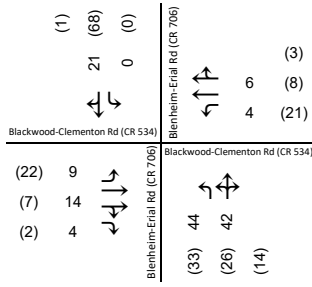 (1) (68) (0)
21 0
Blackwood-Clementon Rd (CR 534)
Blenheim-Erial Rd (CR 706)
(3)
6 (8)
4 (21)
(22) 9
(7) 14
(2) 4
Blenheim-Erial Rd (CR 706)
Blackwood-Clementon Rd (CR 534)
44 42
(33) (26) (14)